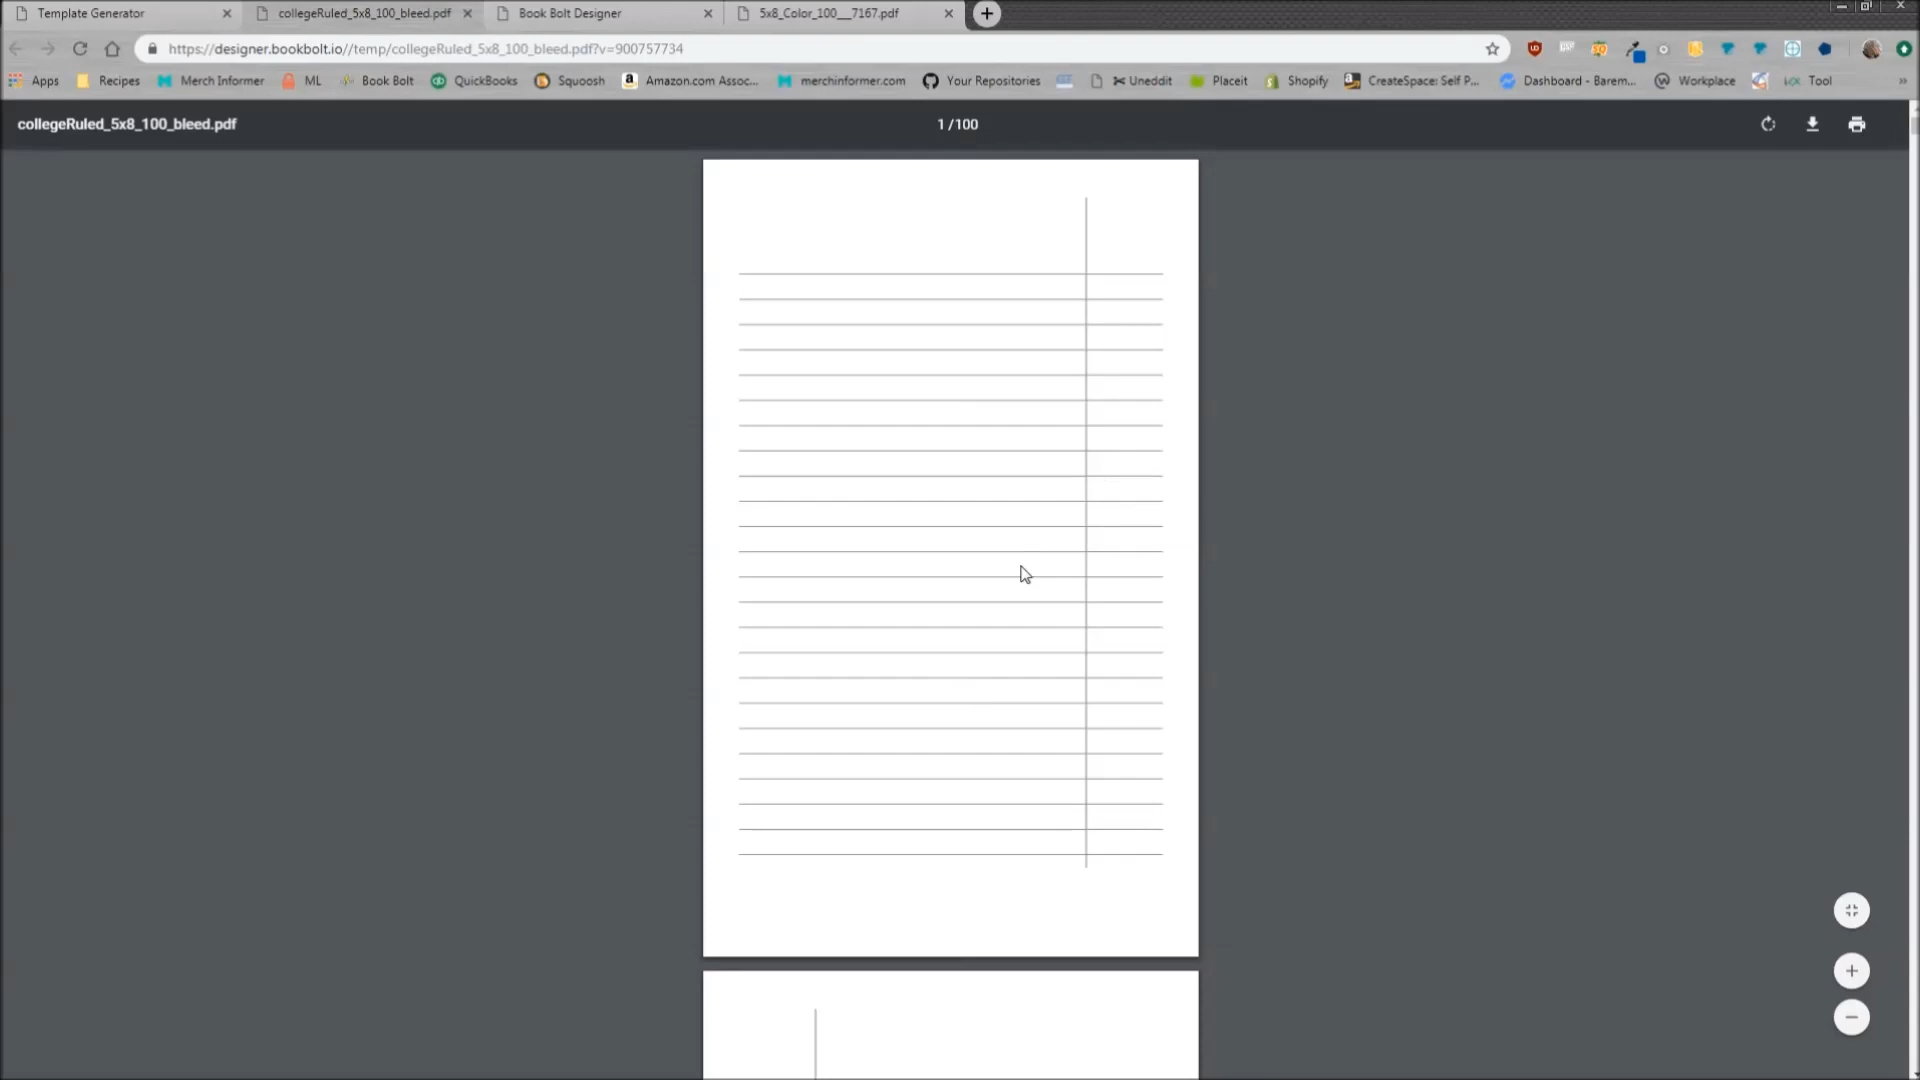 Template Generator
collegeRuled_5x8_100_bleed.pdf
Book Bolt Designer
5x8_Color_100___7167.pdf
https://designer.bookbolt.io//temp/collegeRuled_5x8_100_bleed.pdf?v=900757734
Apps
Recipes
Merch Informer
ML
Book Bolt
QuickBooks
Squoosh
Amazon.com Assoc...
merchinformer.com
Your Repositories
Uneddit
Placeit
Shopify
CreateSpace: Self P...
Dashboard - Barem...
Workplace
Tool
collegeRuled_5x8_100_bleed.pdf
1 / 100